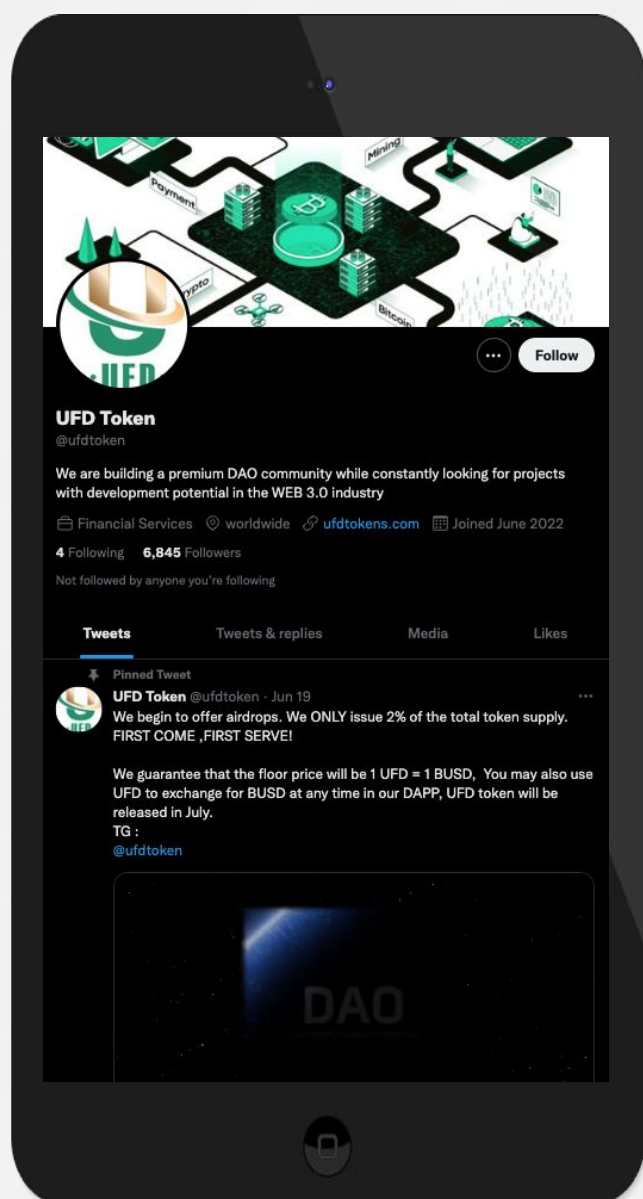 Mining
Payment
Crypto
Bitcoin
UFD
Follow
UFD Token
@ufdtoken
We are building a premium DAO community while constantly looking for projects
with development potential in the WEB 3.0 industry
Financial Services worldwide ufdtokens.com Joined June 2022
4 Following 6,845 Followers
Not followed by anyone you're following
Tweets Tweets & replies Media Likes
Pinned Tweet
UFD Token @ufdtoken · Jun 19
We begin to offer airdrops. We ONLY issue 2% of the total token supply.
FIRST COME ,FIRST SERVE!
We guarantee that the floor price will be 1 UFD = 1 BUSD, You may also use
UFD to exchange for BUSD at any time in our DAPP, UFD token will be
released in July.
TG :
@ufdtoken
DAO